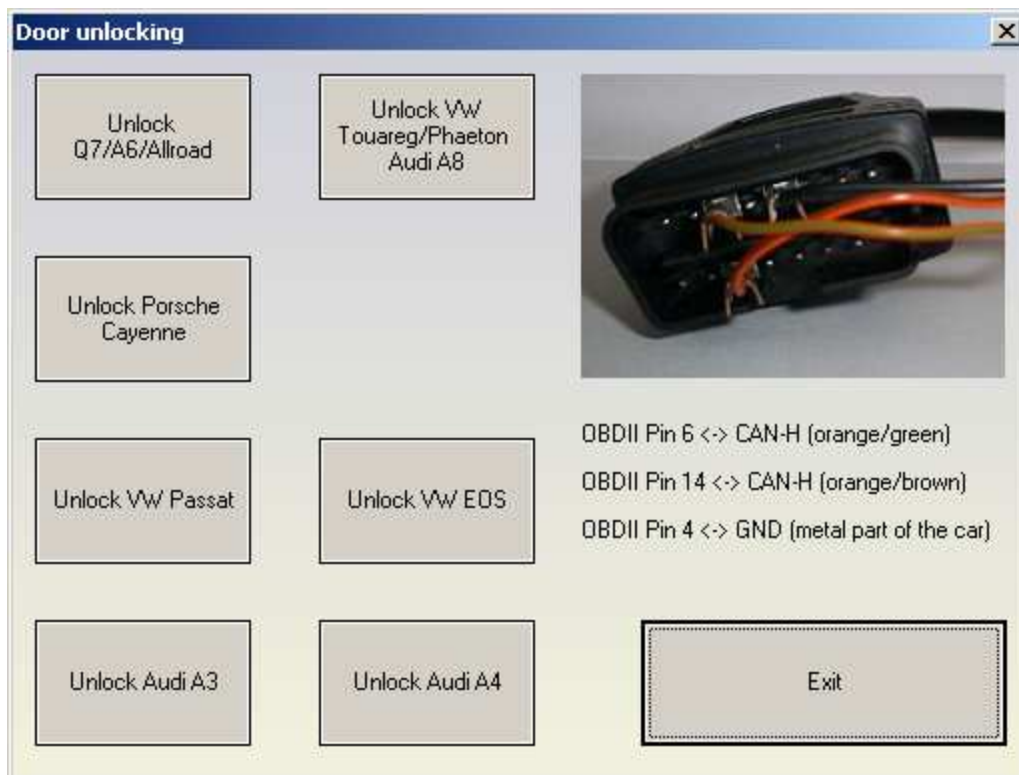 Door unlocking
Unlock
Q7/A6/Allroad
Unlock VW
Touareg/Phaeton
Audi A8
Unlock Porsche
Cayenne
OBDII Pin 6 <-> CAN-H (orange/green)
OBDII Pin 14 <-> CAN-H (orange/brown)
OBDII Pin 4 <-> GND (metal part of the car)
Unlock VW Passat
Unlock VW EOS
Unlock Audi A3
Unlock Audi A4
Exit